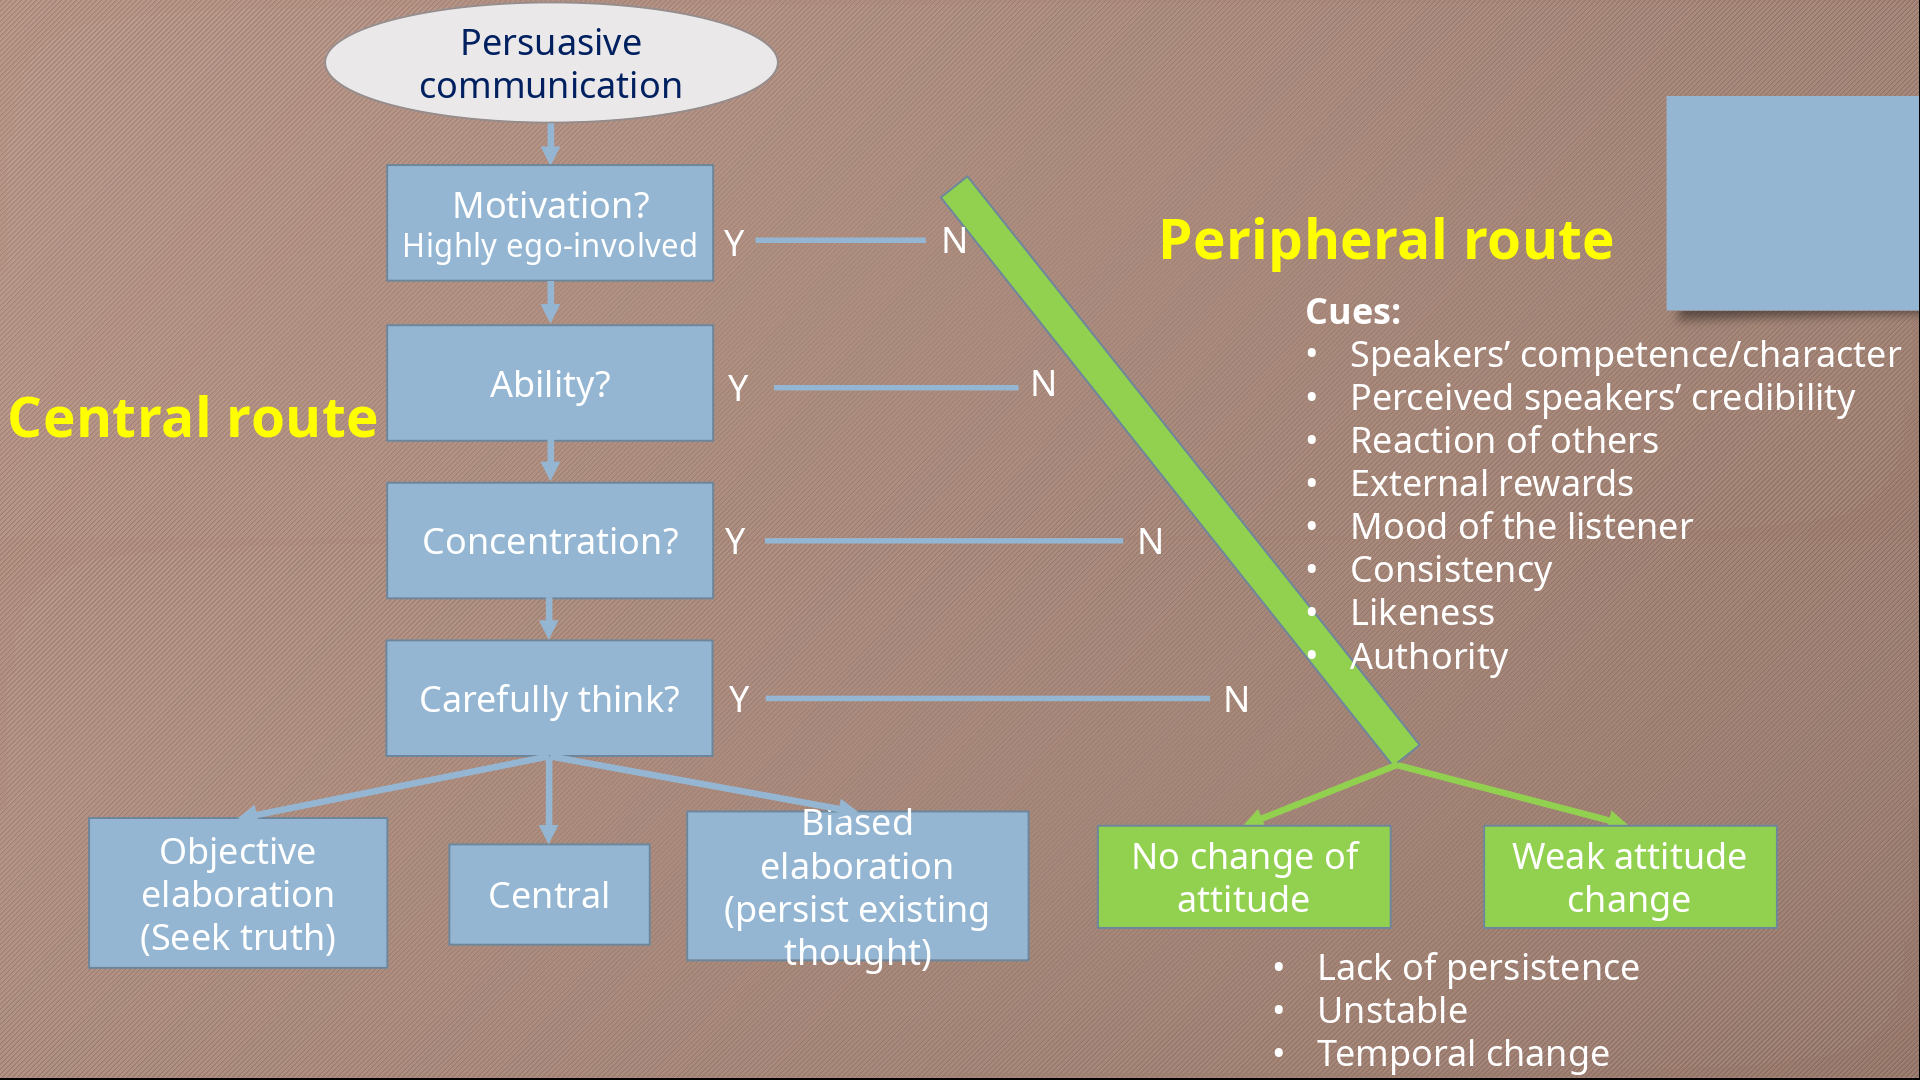 Persuasive
communication
Motivation?
Highly ego-involved
Y
N
Ability?
Y
N
Central route
Concentration?
Y
N
Carefully think?
Y
N
Objective
elaboration
(Seek truth)
Central
Biased
elaboration
(persist existing
thought)
Peripheral route
Cues:
• Speakers’ competence/character
• Perceived speakers’ credibility
• Reaction of others
• External rewards
• Mood of the listener
• Consistency
• Likeness
• Authority
No change of
attitude
Weak attitude
change
• Lack of persistence
• Unstable
• Temporal change